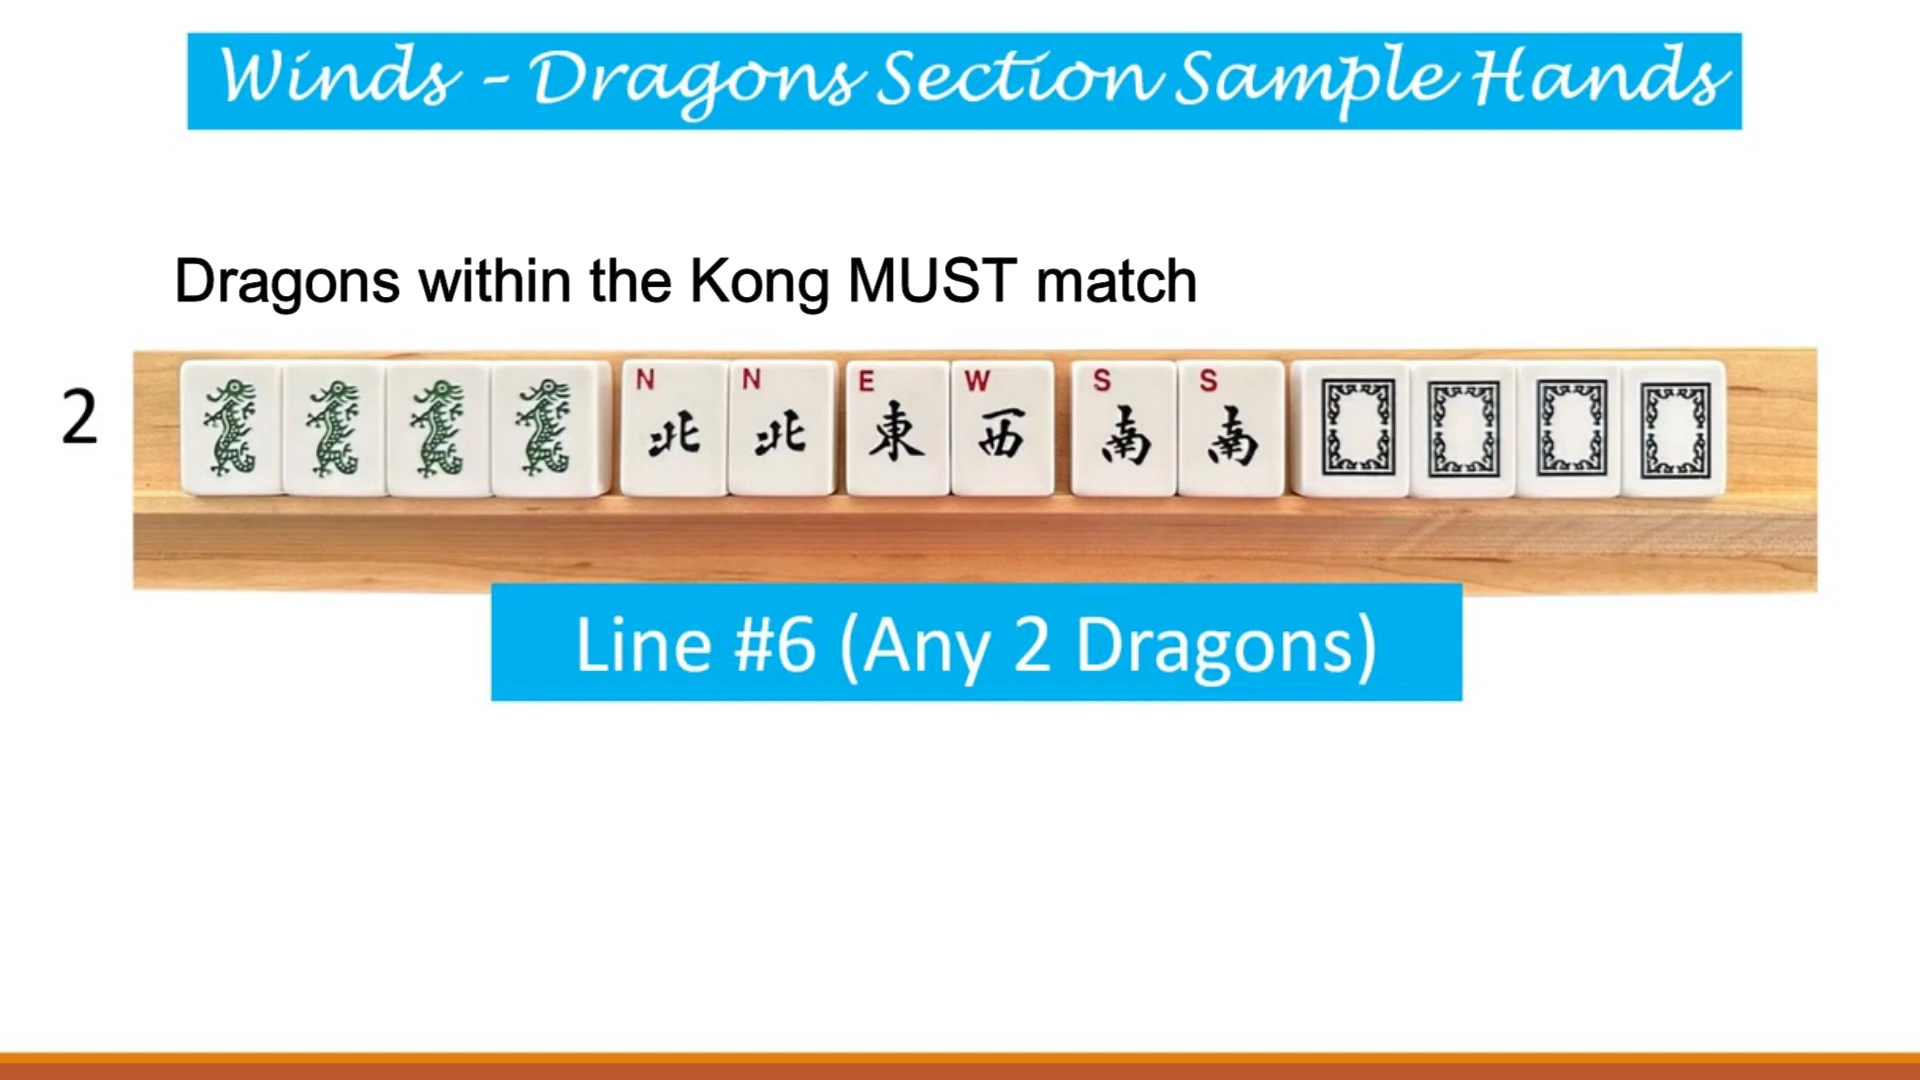 Winds - Dragons Section Sample Hands
Dragons within the Kong MUST match
2
N N E W S S
北 北 東 西 南 南
Line #6 (Any 2 Dragons)